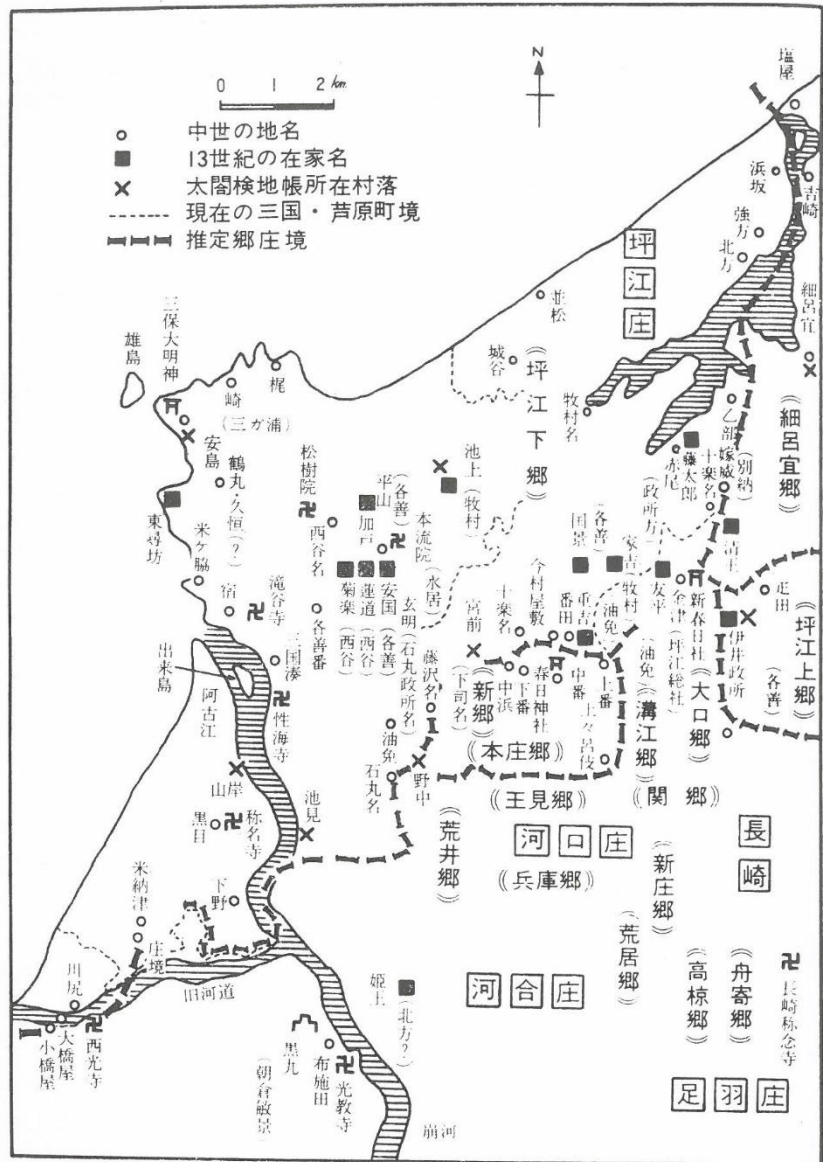 N
0 1 2 km
中世の地名
13世紀の在家名
太閤検地帳所在村落
現在の三国・芦原町境
推定郷庄境
塩屋
浜坂
吉崎
強方
北方
細呂宜
坪江庄
並松
城谷
《坪江下郷》
牧村名
《細呂宜郷》
乙部
嫁威
(別納)
藤太郎
赤尾
十楽名
(政所方)
清王
疋田
(各善)
《坪江上郷》
伊井政所
新春日社
金津
(坪江総社)
《大口郷》
友平
家吉
(牧村)
(各善)
国景
重吉
油免
(油免)
《溝江郷》
番田
今村屋敷
十楽名
宮前
(下司名)
《新郷》
中浜
下番
春日神社
中番
上番
上々呂伎
《本庄郷》
《王見郷》
《関郷》
河口庄
《兵庫郷》
長崎
《荒井郷》
《新庄郷》
《荒居郷》
《高椋郷》
《舟寄郷》
長崎称念寺
河合庄
足羽庄
雄島
三保大明神
崎
梶
(三ガ浦)
安島
鶴丸・久恒(?)
東尋坊
米ケ脇
宿
滝谷寺
松樹院
西谷名
各善番
加戸
平山
(各善)
本流院
池上
(牧村)
(水居)
菊楽
(西谷)
蓮道
(西谷)
安国
(各善)
玄明
(石丸政所名)
藤沢名
油免
石丸名
野中
三国湊
出来島
阿古江
性海寺
山岸
黒目
称名寺
池見
米納津
下野
庄境
旧河道
川尻
大橋屋
小橋屋
西光寺
姫王
(北方?)
黒丸
(朝倉敏景)
布施田
光教寺
崩河